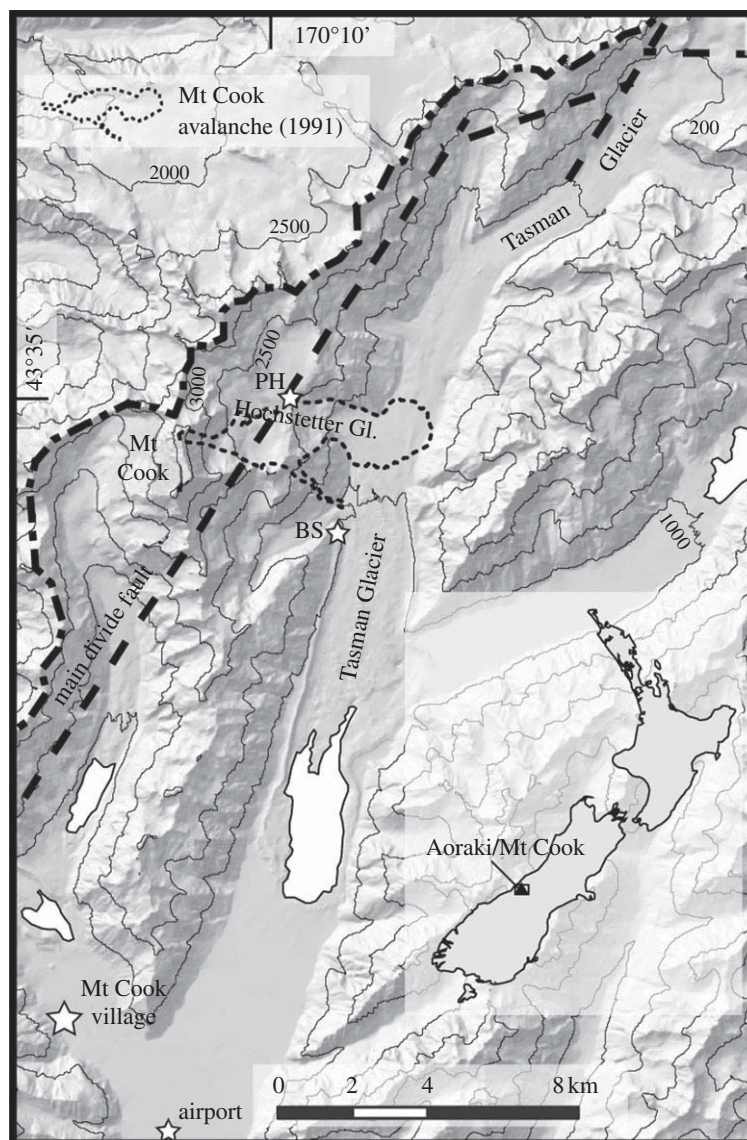 170°10′
Mt Cook
avalanche (1991)
200
Glacier
2000
Tasman
2500
43°35′
2500
3000
PH
Hochstetter Gl.
Mt
Cook
1000
BS
Tasman Glacier
main divide fault
Aoraki/Mt Cook
Mt Cook
village
0 2 4 8 km
airport